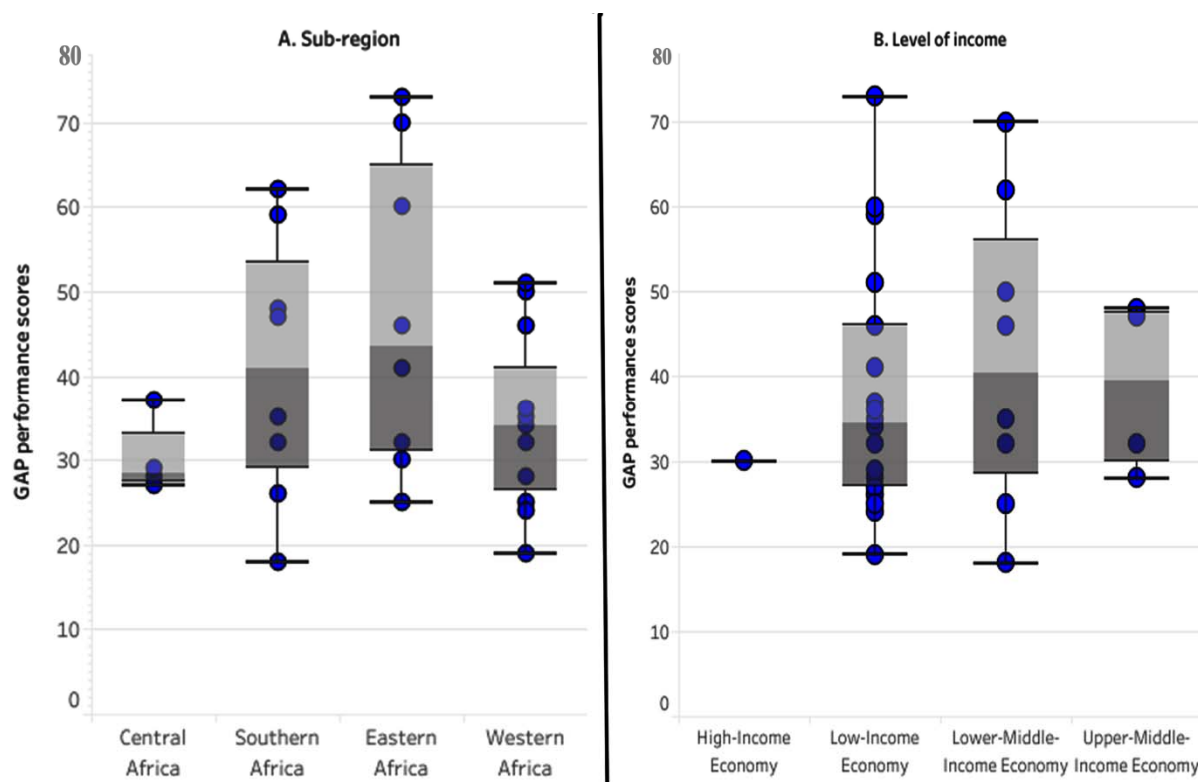 A. Sub-region
80
70
60
50
40
30
20
10
0
GAP performance scores
Central Africa
Southern Africa
Eastern Africa
Western Africa
B. Level of income
80
70
60
50
40
30
20
10
0
GAP performance scores
High-Income Economy
Low-Income Economy
Lower-Middle-Income Economy
Upper-Middle-Income Economy